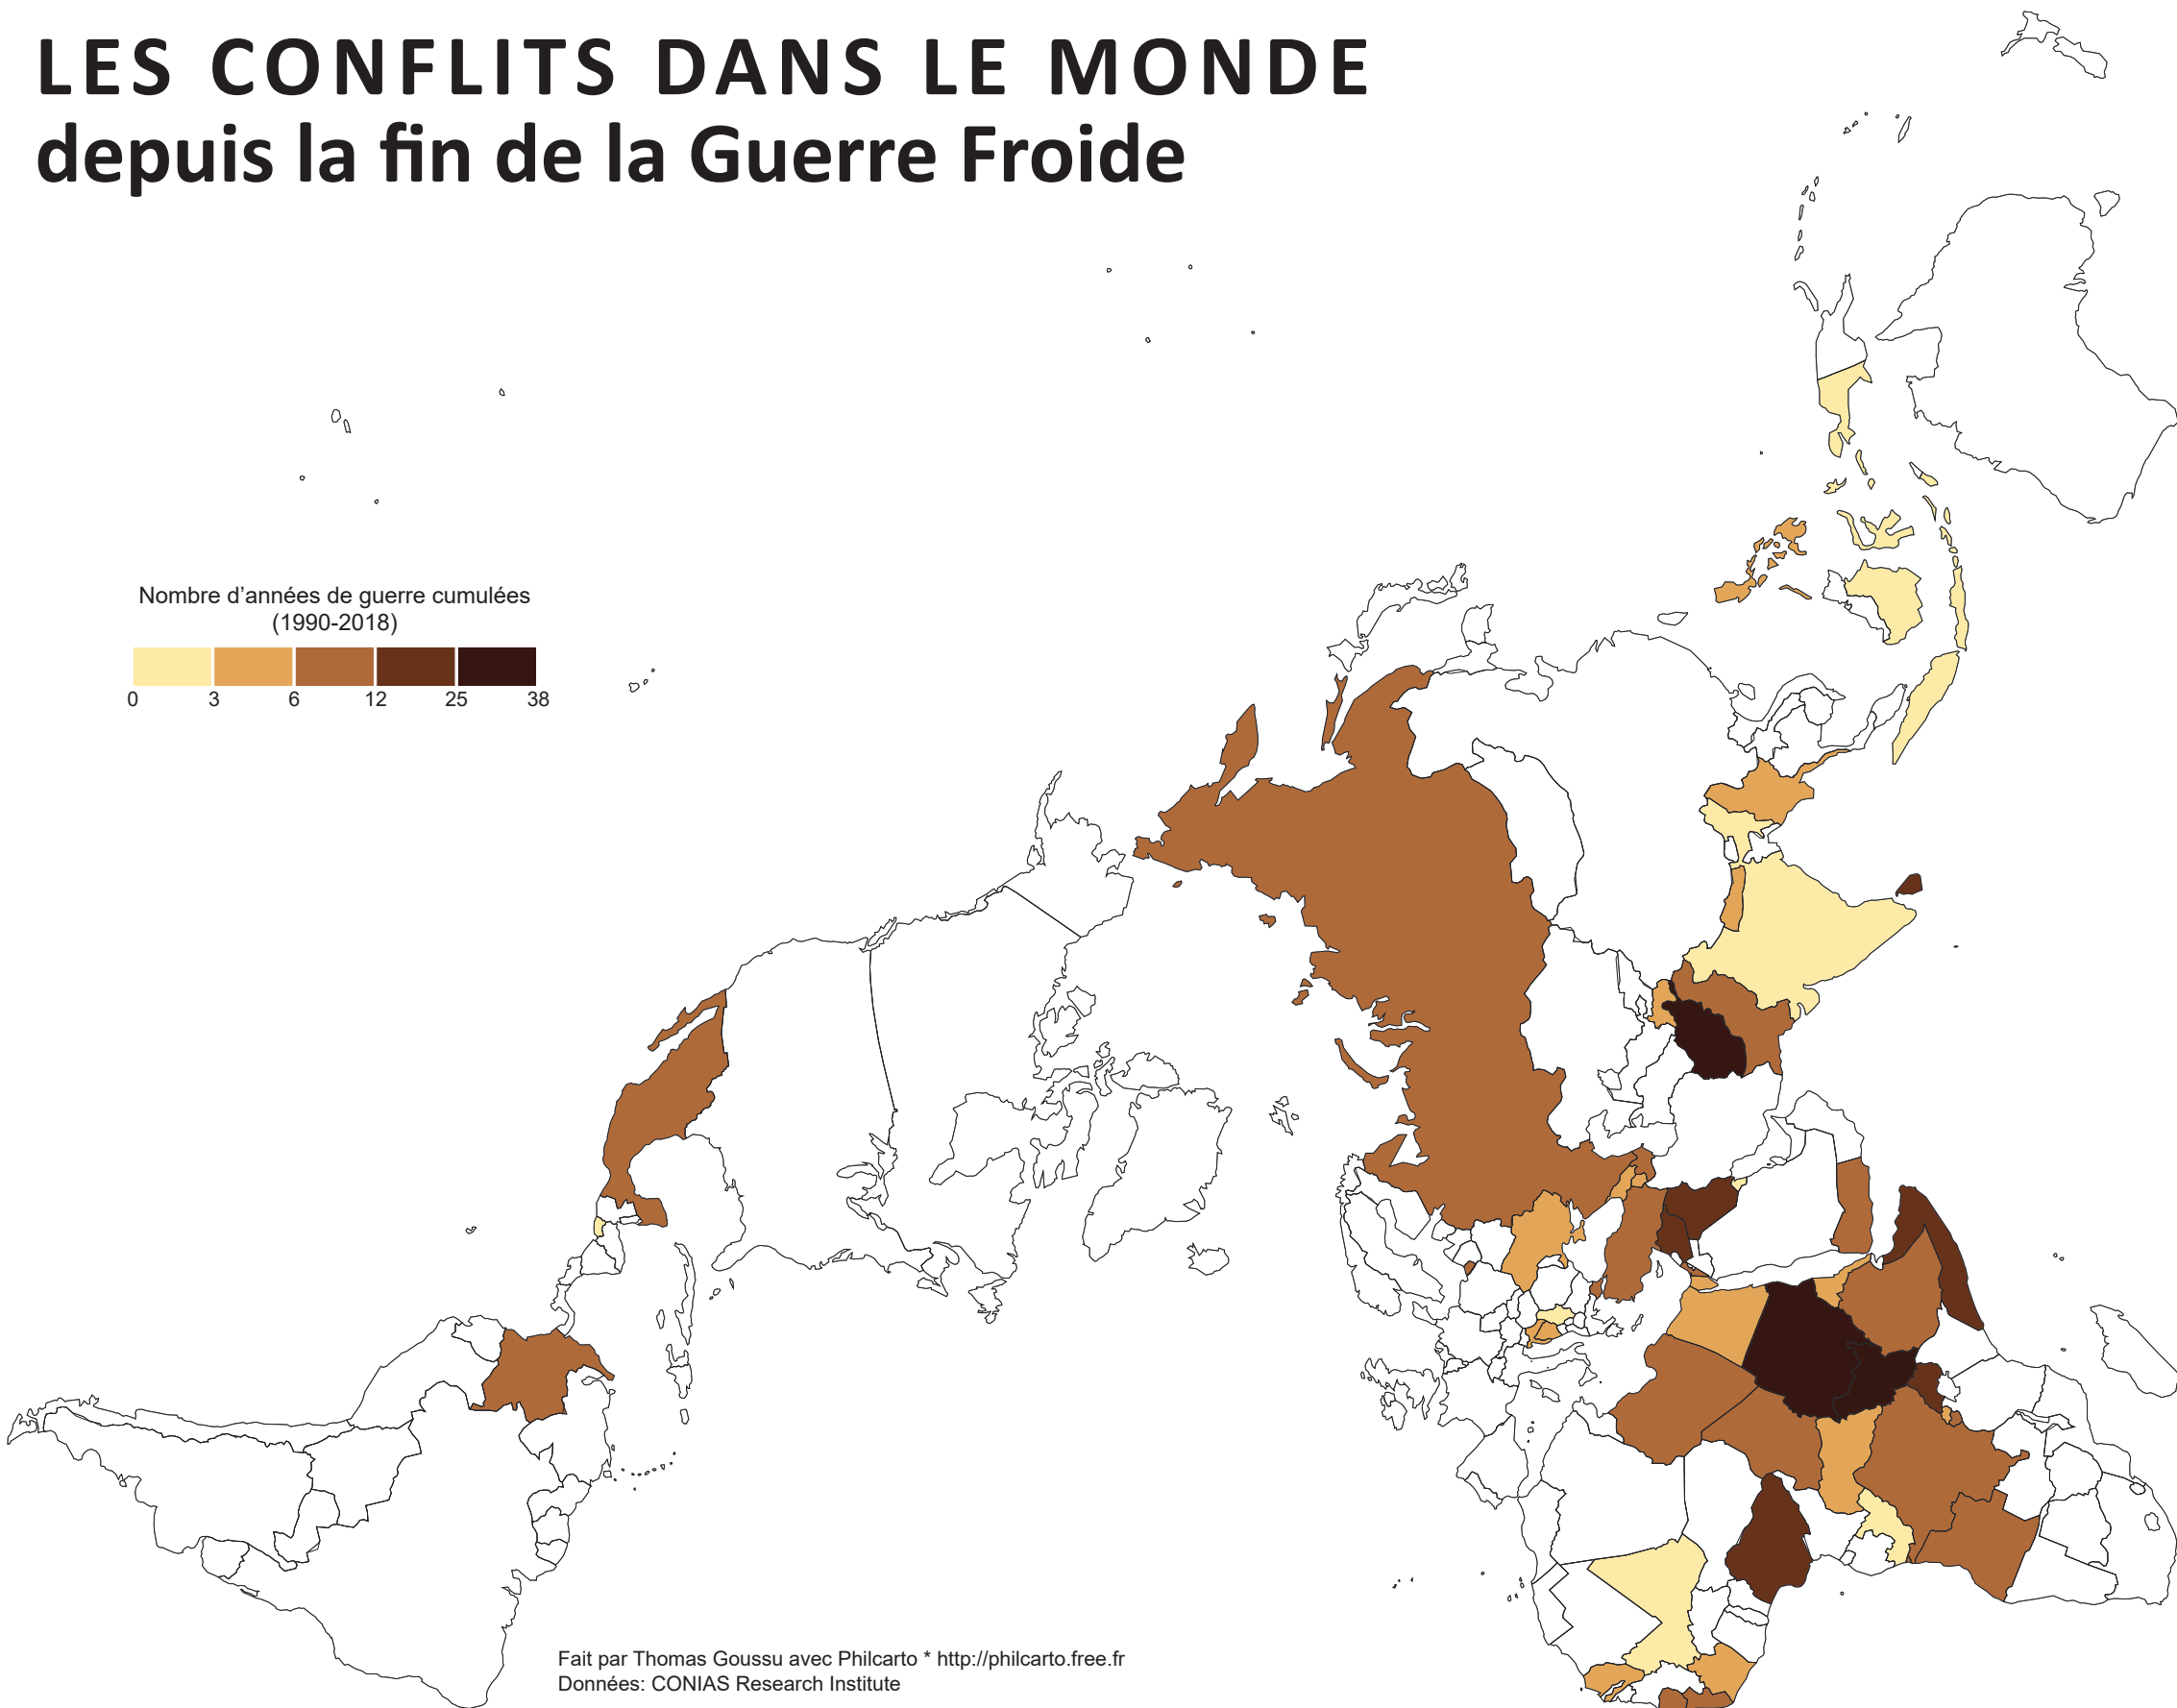 LES CONFLITS DANS LE MONDE
depuis la fin de la Guerre Froide
Nombre d’années de guerre cumulées
(1990-2018)
0 3 6 12 25 38
Fait par Thomas Goussu avec Philcarto * http://philcarto.free.fr
Données: CONIAS Research Institute